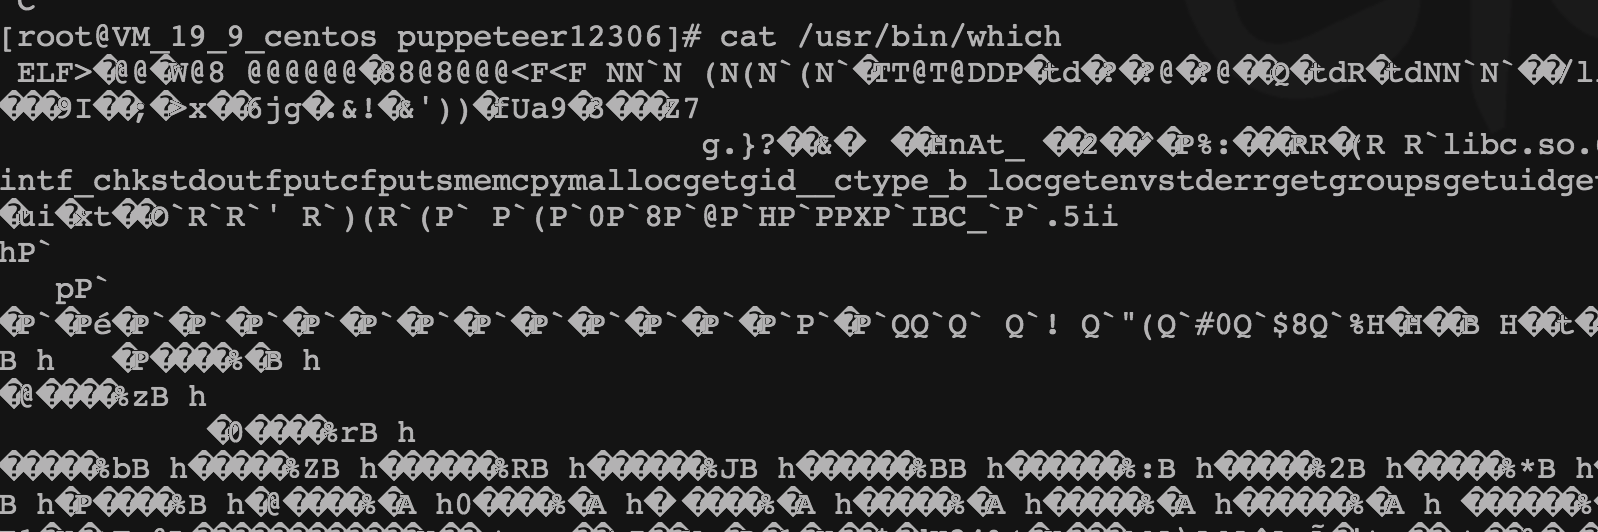 C
[root@VM_19_9_centos puppeteer12306]# cat /usr/bin/which
ELF>�@@�W@8 @@@@@@�88@8@@@<F<F NN`N (N(N`(N`�TT@T@DDP�td�?�?@�?@��Q�tdR�tdNN`N`��/l
���9I��;�>x��6jg�.&!�&'))�fUa9�3���Z7
g.}?��&� ��HnAt_ ��2��^�P%:���RR�(R R`libc.so.
intf_chkstdoutfputcfputsmemcpymallocgetgid__ctype_b_locgetenvstderrgetgroupsgetuidge
�ui�xt��O`R`R`' R`)(R`(P` P`(P`0P`8P`@P`HP`PPXP`IBC_`P`.5ii
hP`
pP`
�P`�Pé�P`�P`�P`�P`�P`�P`�P`�P`�P`�P`�P`�P`P`�P`QQ`Q` Q`! Q`"(Q`#0Q`$8Q`%H�H��B H��t�
B h �P����%�B h
�@����%zB h
�0����%rB h
�����%bB h�����%ZB h������%RB h������%JB h������%BB h������%:B h�����%2B h�����%*B h
B h�P����%B h�@����%�A h0����%�A h�����%�A h�����%�A h�����%�A h������%�A h ������%